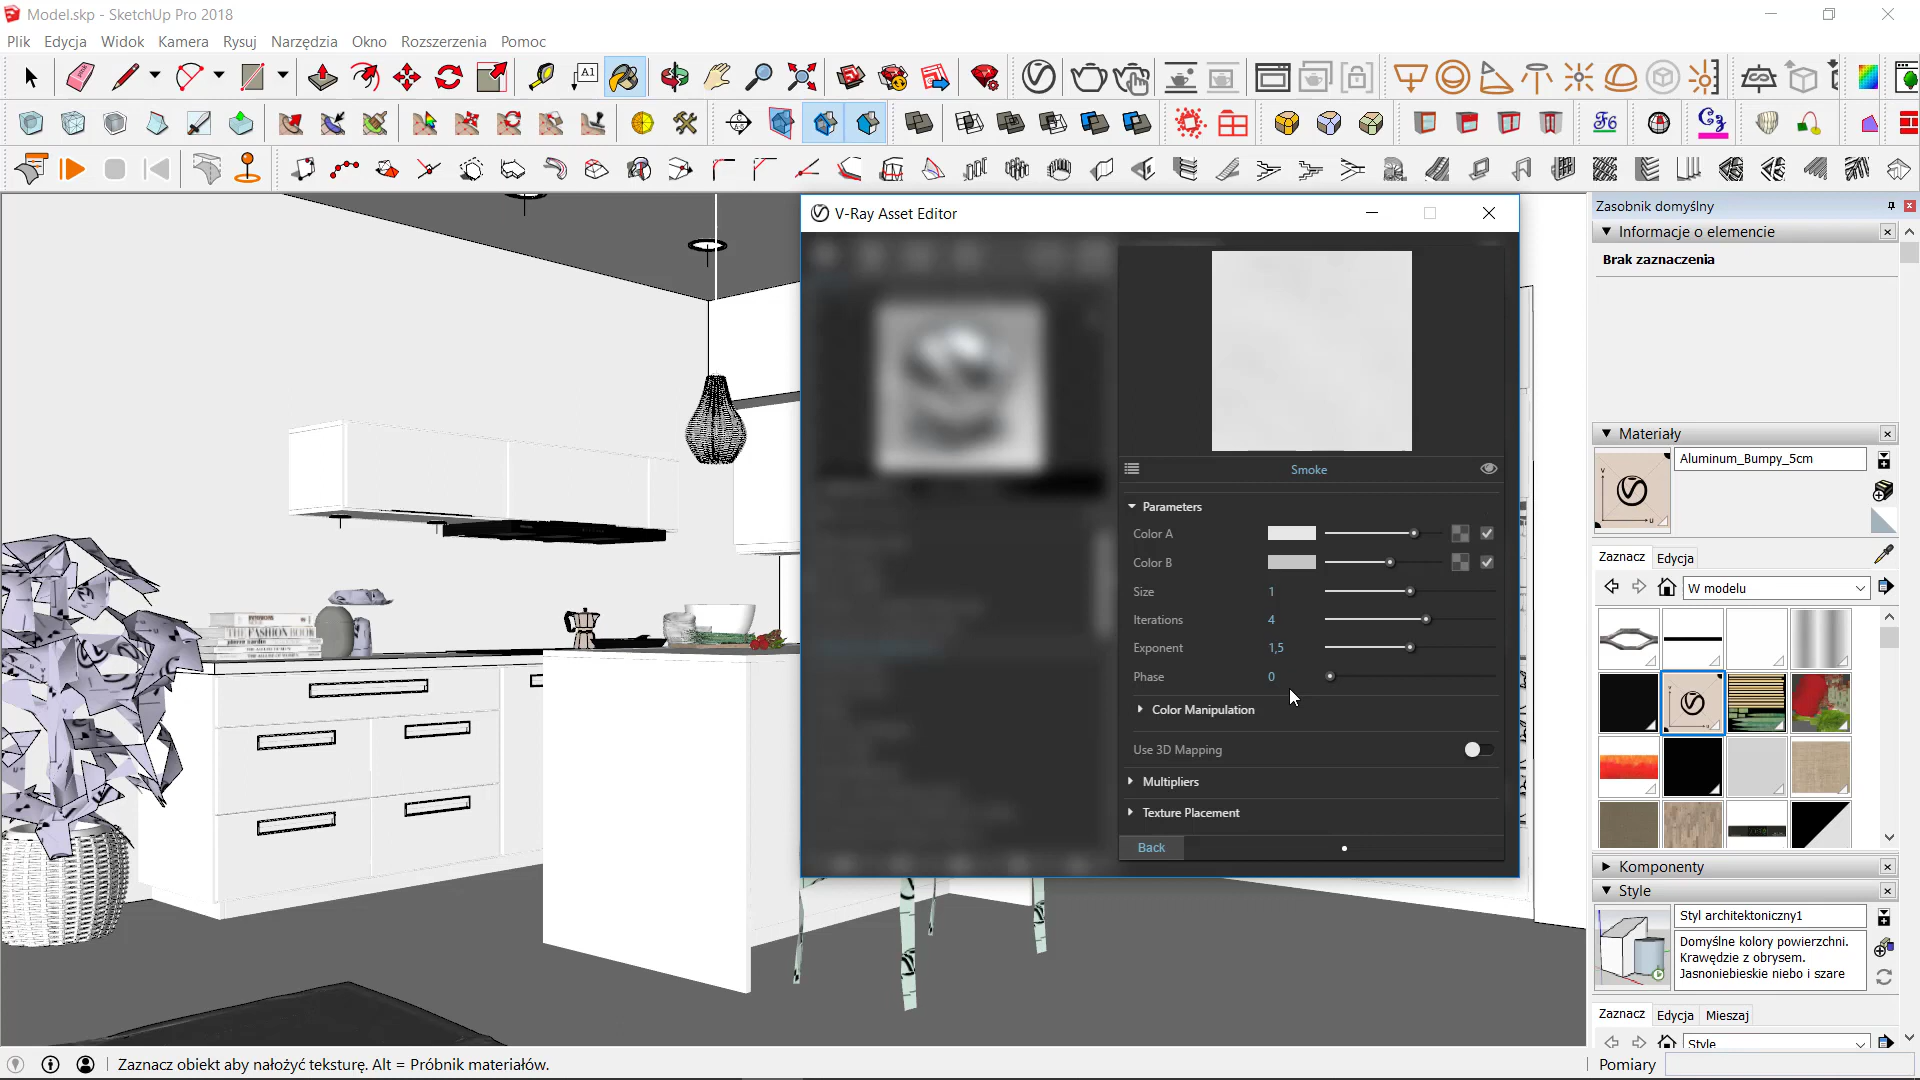 Model.skp - SketchUp Pro 2018
Plik Edycja Widok Kamera Rysuj Narzędzia Okno Rozszerzenia Pomoc
V-Ray Asset Editor
Smoke
Parameters
Color A
Color B
Size 1
Iterations 4
Exponent 1,5
Phase 0
Color Manipulation
Use 3D Mapping
Multipliers
Texture Placement
Back
Zasobnik domyślny
Informacje o elemencie
Brak zaznaczenia
Materiały
Aluminum_Bumpy_5cm
Zaznacz Edycja
W modelu
Komponenty
Style
Styl architektoniczny1
Domyślne kolory powierzchni.
Krawędzie z obrysem.
Jasnoniebieskie niebo i szare
Zaznacz Edycja Mieszaj
Style
THE FASHION BOOK
Zaznacz obiekt aby nałożyć teksturę. Alt = Próbnik materiałów.
Pomiary